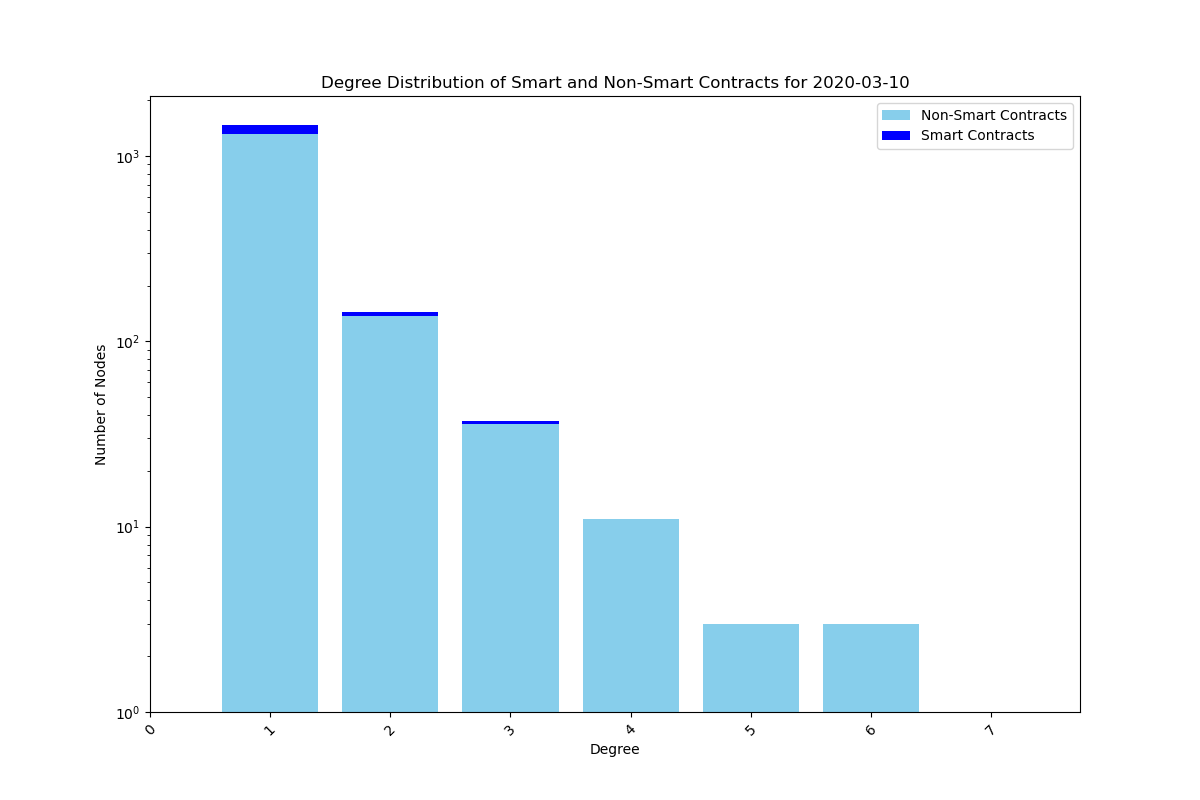 Degree Distribution of Smart and Non-Smart Contracts for 2020-03-10
Non-Smart Contracts
Smart Contracts
Number of Nodes
10³
10²
10¹
10⁰
0 1 2 3 4 5 6 7
Degree